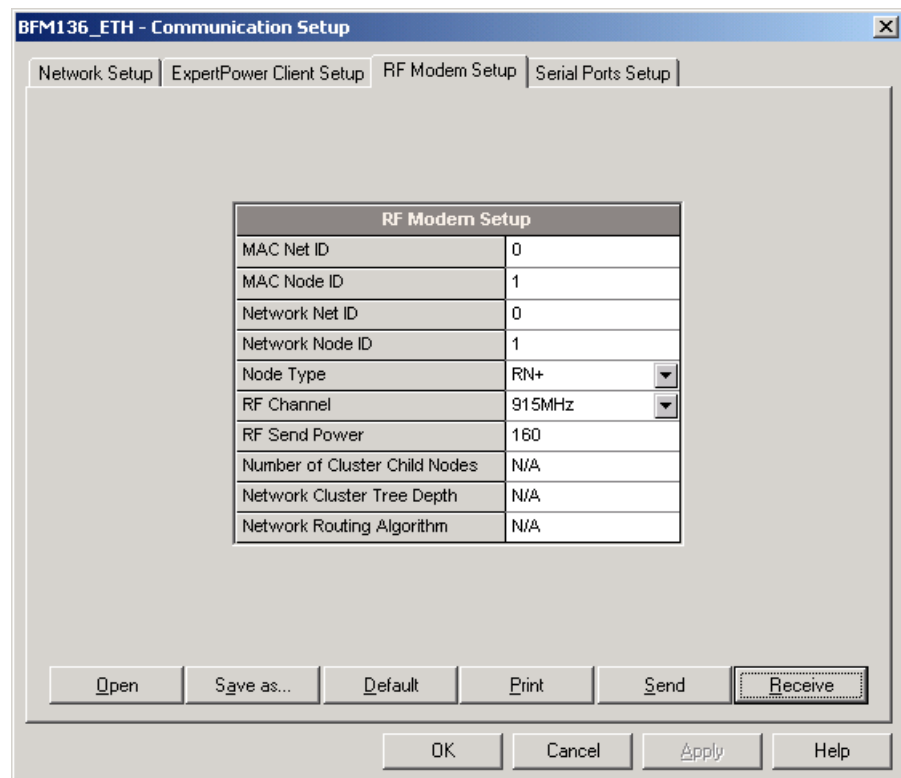 BFM136_ETH - Communication Setup
Network Setup ExpertPower Client Setup RF Modem Setup Serial Ports Setup
RF Modem Setup
MAC Net ID 0
MAC Node ID 1
Network Net ID 0
Network Node ID 1
Node Type RN+
RF Channel 915MHz
RF Send Power 160
Number of Cluster Child Nodes N/A
Network Cluster Tree Depth N/A
Network Routing Algorithm N/A
Open Save as... Default Print Send Receive
OK Cancel Apply Help